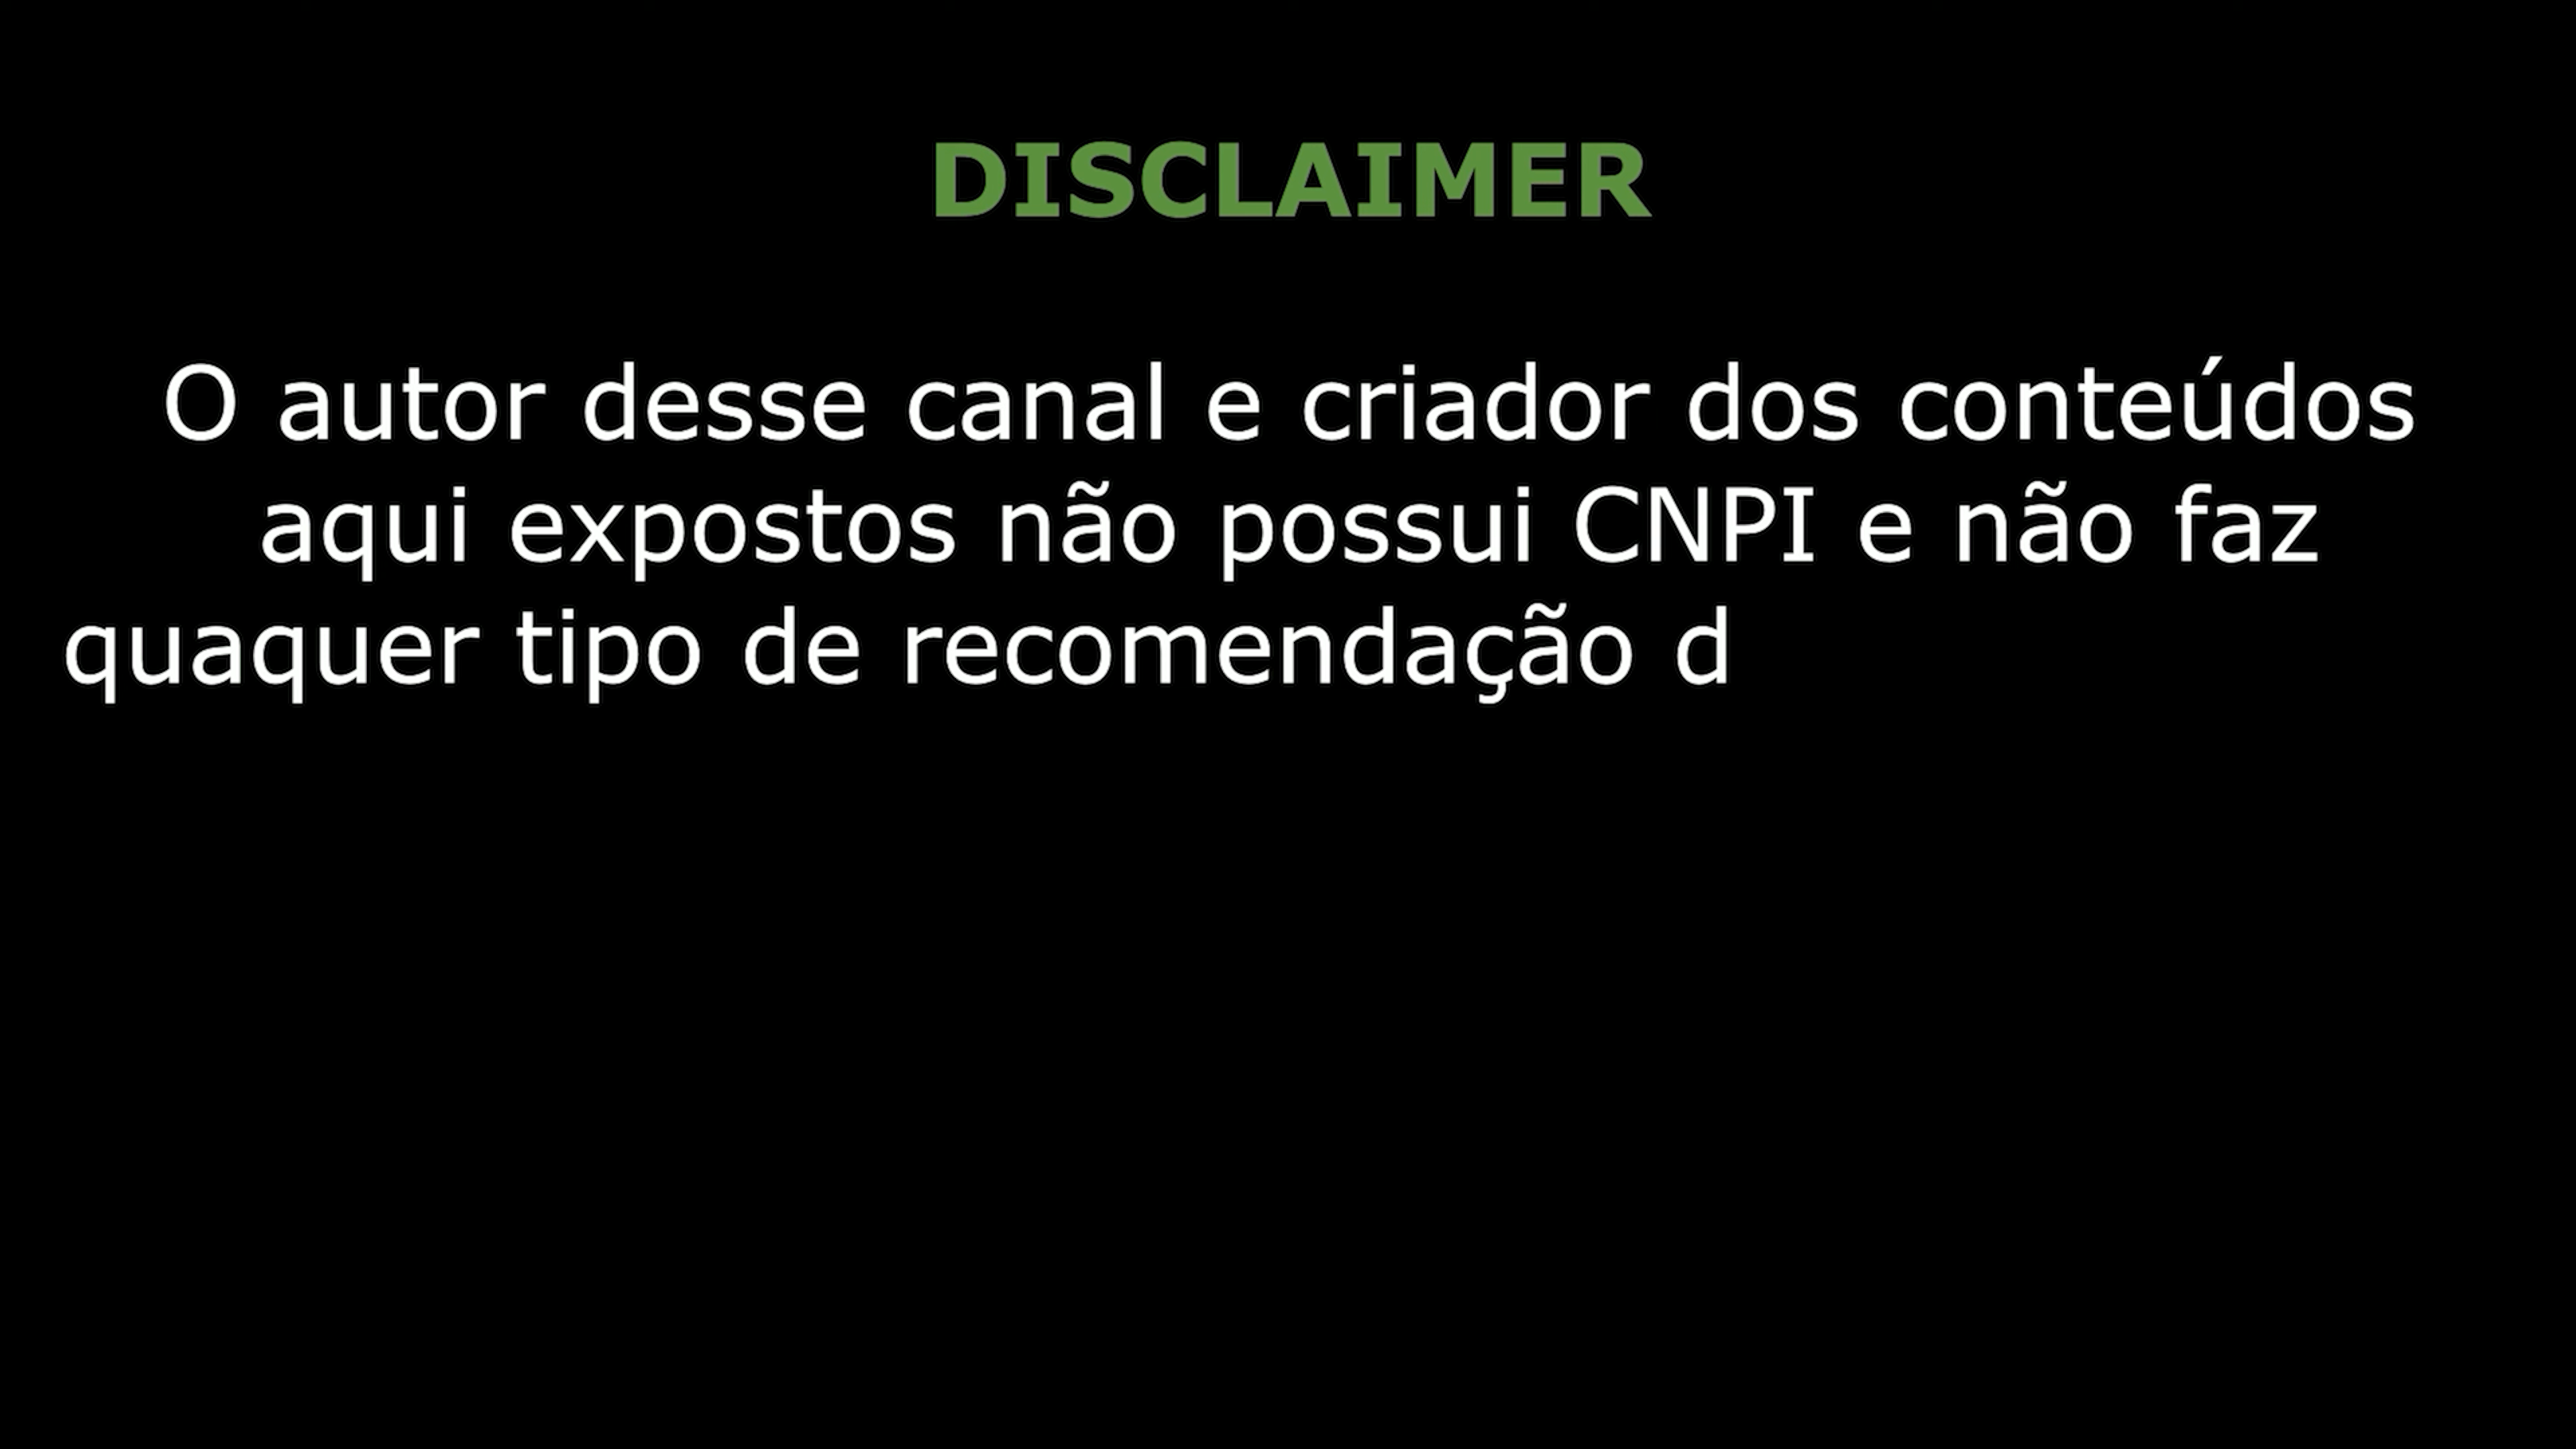 DISCLAIMER
O autor desse canal e criador dos conteúdos
aqui expostos não possui CNPI e não faz
quaquer tipo de recomendação d